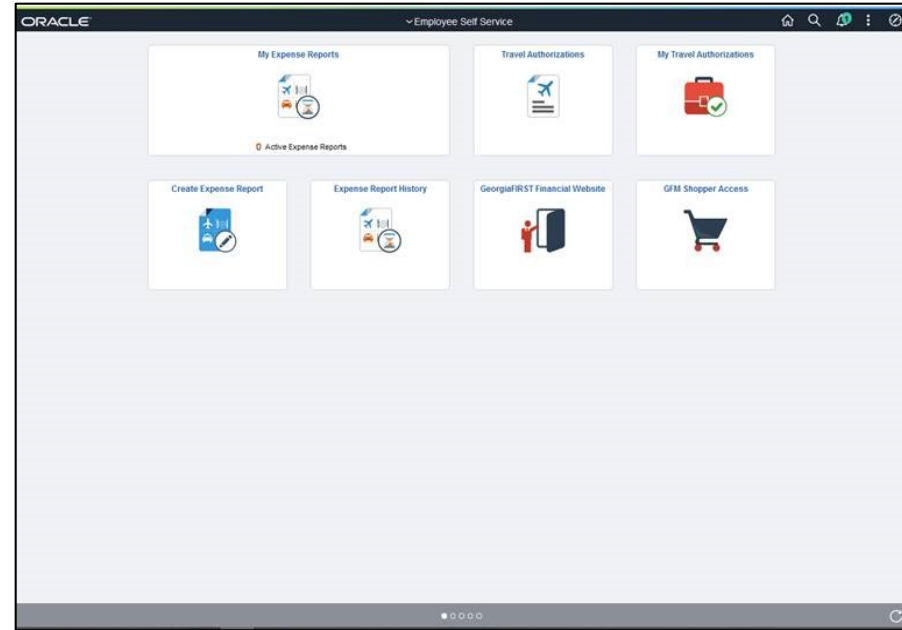 ORACLE
Employee Self Service
My Expense Reports
Travel Authorizations
My Travel Authorizations
0 Active Expense Reports
Create Expense Report
Expense Report History
GeorgiaFIRST Financial Website
GFM Shopper Access